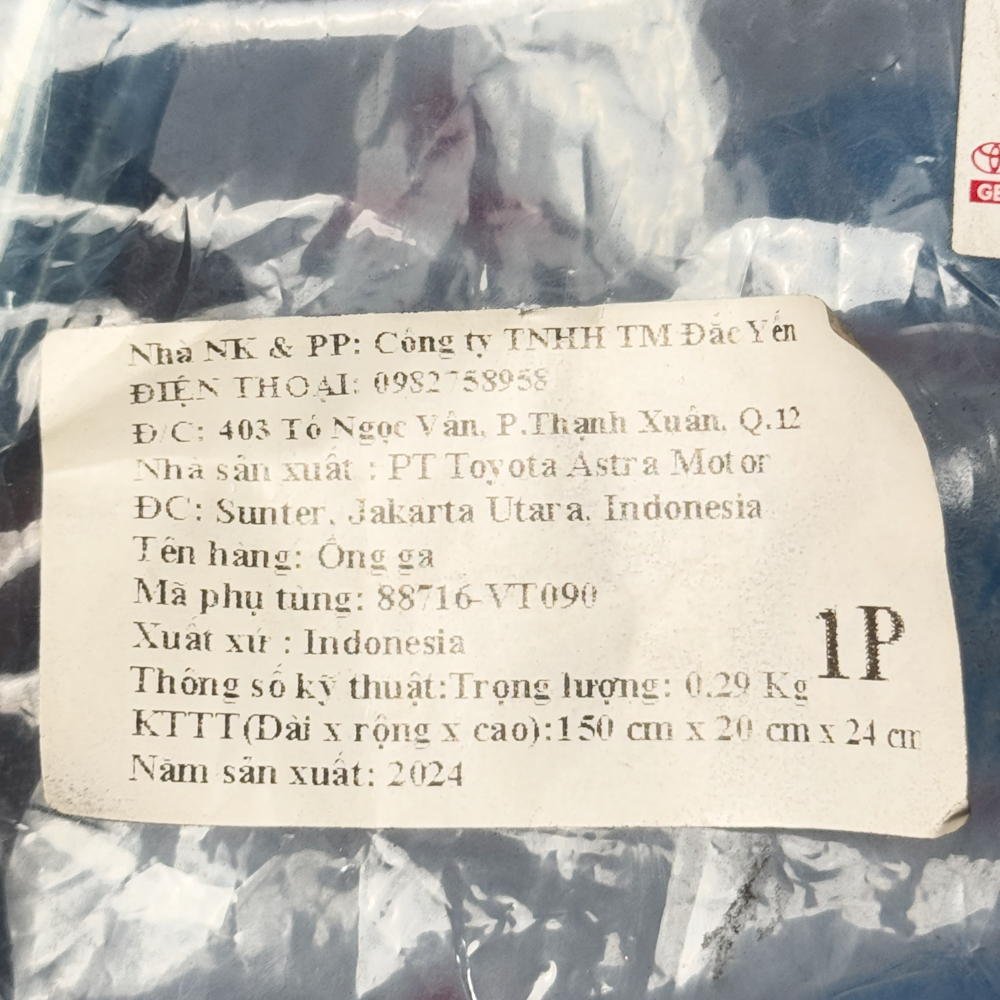 Nhà NK & PP: Công ty TNHH TM Đắc Yến
ĐIỆN THOẠI: 0982758958
Đ/C: 403 Tô Ngọc Vân, P.Thạnh Xuân, Q.12
Nhà sản xuất : PT Toyota Astra Motor
ĐC: Sunter, Jakarta Utara, Indonesia
Tên hàng: Ống ga
Mã phụ tùng: 88716-VT090
Xuất xứ : Indonesia
1P
Thông số kỹ thuật:Trọng lượng: 0.29 Kg
KTTT(Dài x rộng x cao):150 cm x 20 cm x 24 cm
Năm sản xuất: 2024